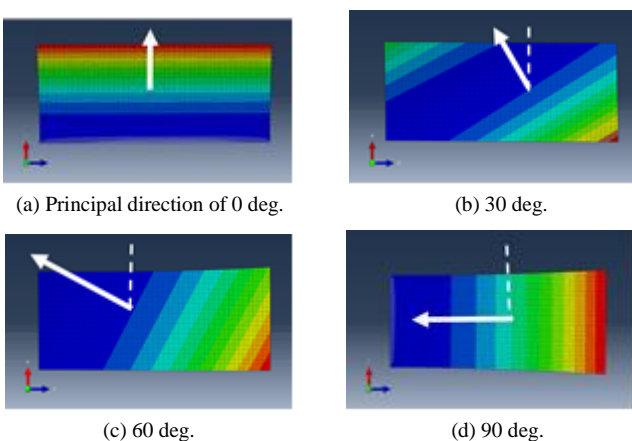 (a) Principal direction of 0 deg.
(b) 30 deg.
(c) 60 deg.
(d) 90 deg.